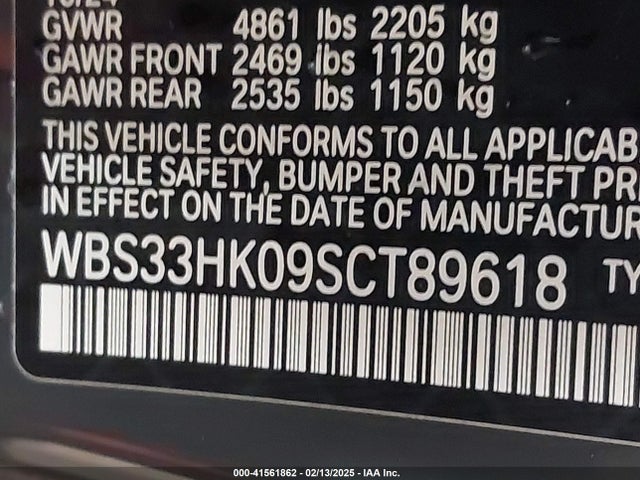 GVWR 4861 lbs 2205 kg
GAWR FRONT 2469 lbs 1120 kg
GAWR REAR 2535 lbs 1150 kg
THIS VEHICLE CONFORMS TO ALL APPLICAB
VEHICLE SAFETY, BUMPER AND THEFT PR
IN EFFECT ON THE DATE OF MANUFACTUR
WBS33HK09SCT89618 TY
000-41561862 - 02/13/2025 - IAA Inc.